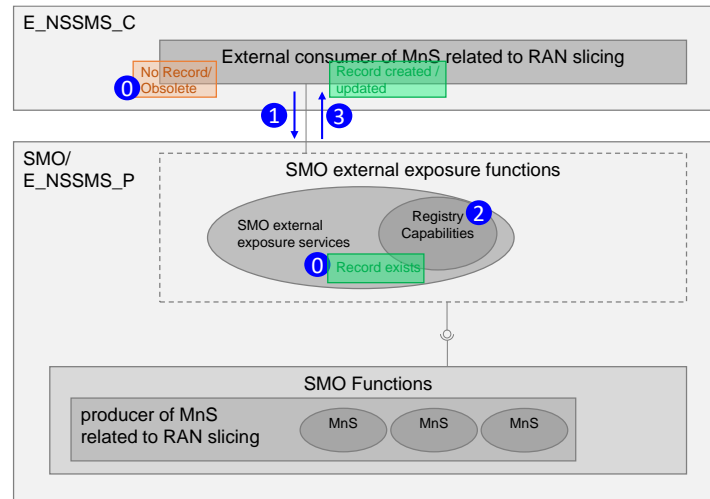 E_NSSMS_C
External consumer of MnS related to RAN slicing
No Record/
Obsolete
0
Record created /
updated
1
3
SMO/
E_NSSMS_P
SMO external exposure functions
SMO external
exposure services
Registry
Capabilities
2
0
Record exists
SMO Functions
producer of MnS
related to RAN slicing
MnS
MnS
MnS